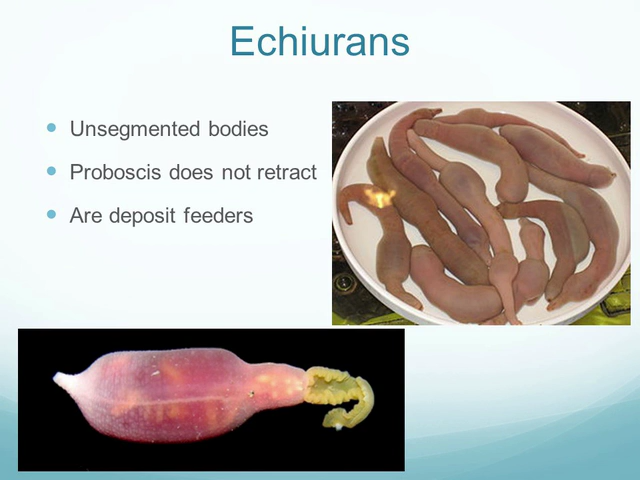 Echiurans
Unsegmented bodies
Proboscis does not retract
Are deposit feeders